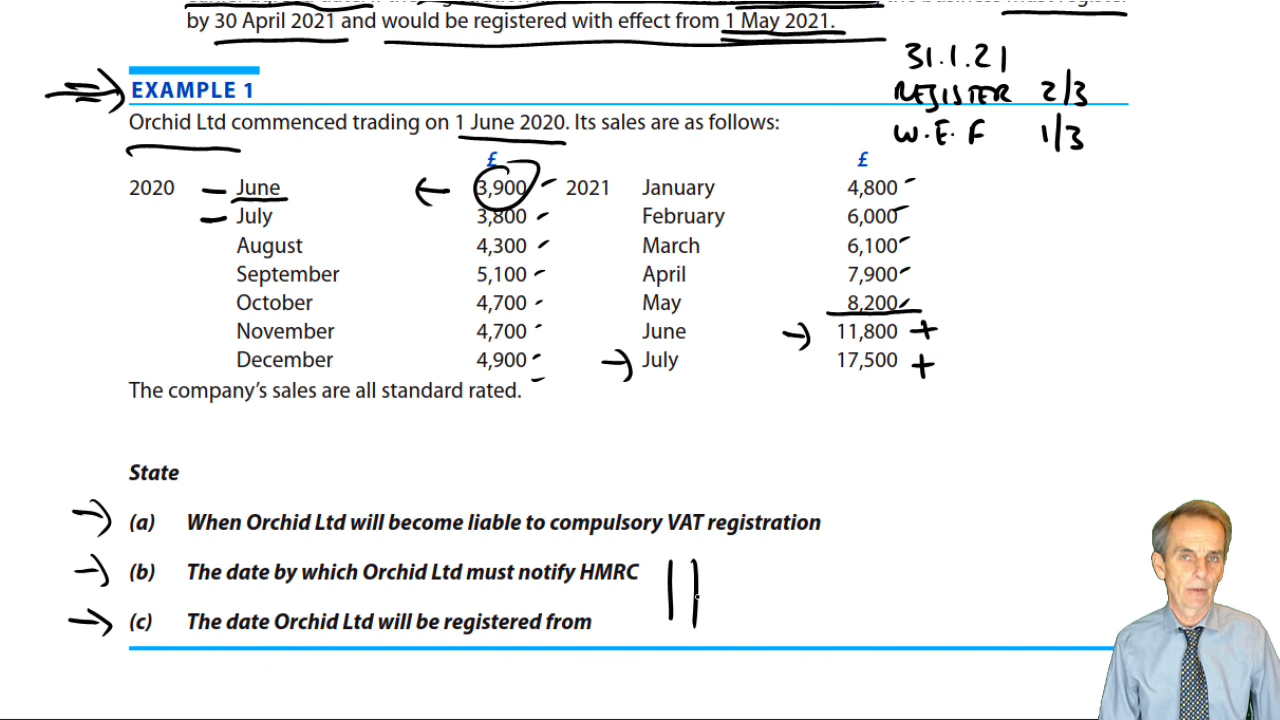 by 30 April 2021 and would be registered with effect from 1 May 2021.
31.1.21
EXAMPLE 1
REGISTER 2/3
Orchid Ltd commenced trading on 1 June 2020. Its sales are as follows:
W.E.F 1/3
£ £
2020 June 3,900 2021 January 4,800
July 3,800 February 6,000
August 4,300 March 6,100
September 5,100 April 7,900
October 4,700 May 8,200
November 4,700 June 11,800 +
December 4,900 July 17,500 +
The company's sales are all standard rated.
State
(a) When Orchid Ltd will become liable to compulsory VAT registration
(b) The date by which Orchid Ltd must notify HMRC
(c) The date Orchid Ltd will be registered from